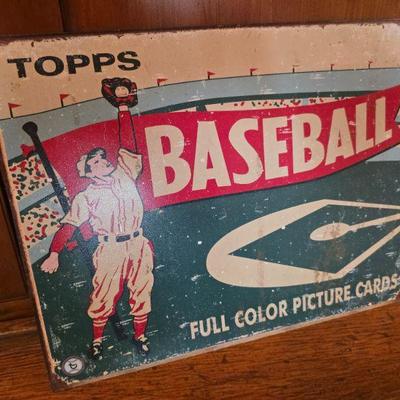 TOPPS
BASEBALL
FULL COLOR PICTURE CARDS